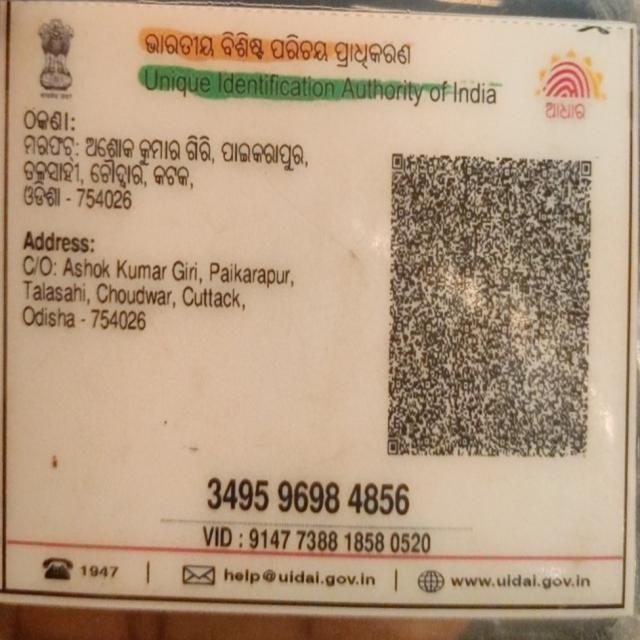 ଭାରତୀୟ ବିଶିଷ୍ଟ ପରିଚୟ ପ୍ରାଧିକରଣ
Unique Identification Authority of India
ଆଧାର
ଠିକଣା:
ମରଫତ: ଅଶୋକ କୁମାର ଗିରି, ପାଇକରାପୁର,
ତଳସାହୀ, ଚୌଦ୍ୱାର, କଟକ,
ଓଡିଶା - 754026
Address:
C/O: Ashok Kumar Giri, Paikarapur,
Talasahi, Choudwar, Cuttack,
Odisha - 754026
3495 9698 4856
VID : 9147 7388 1858 0520
1947 | help@uidai.gov.in | www.uidai.gov.in